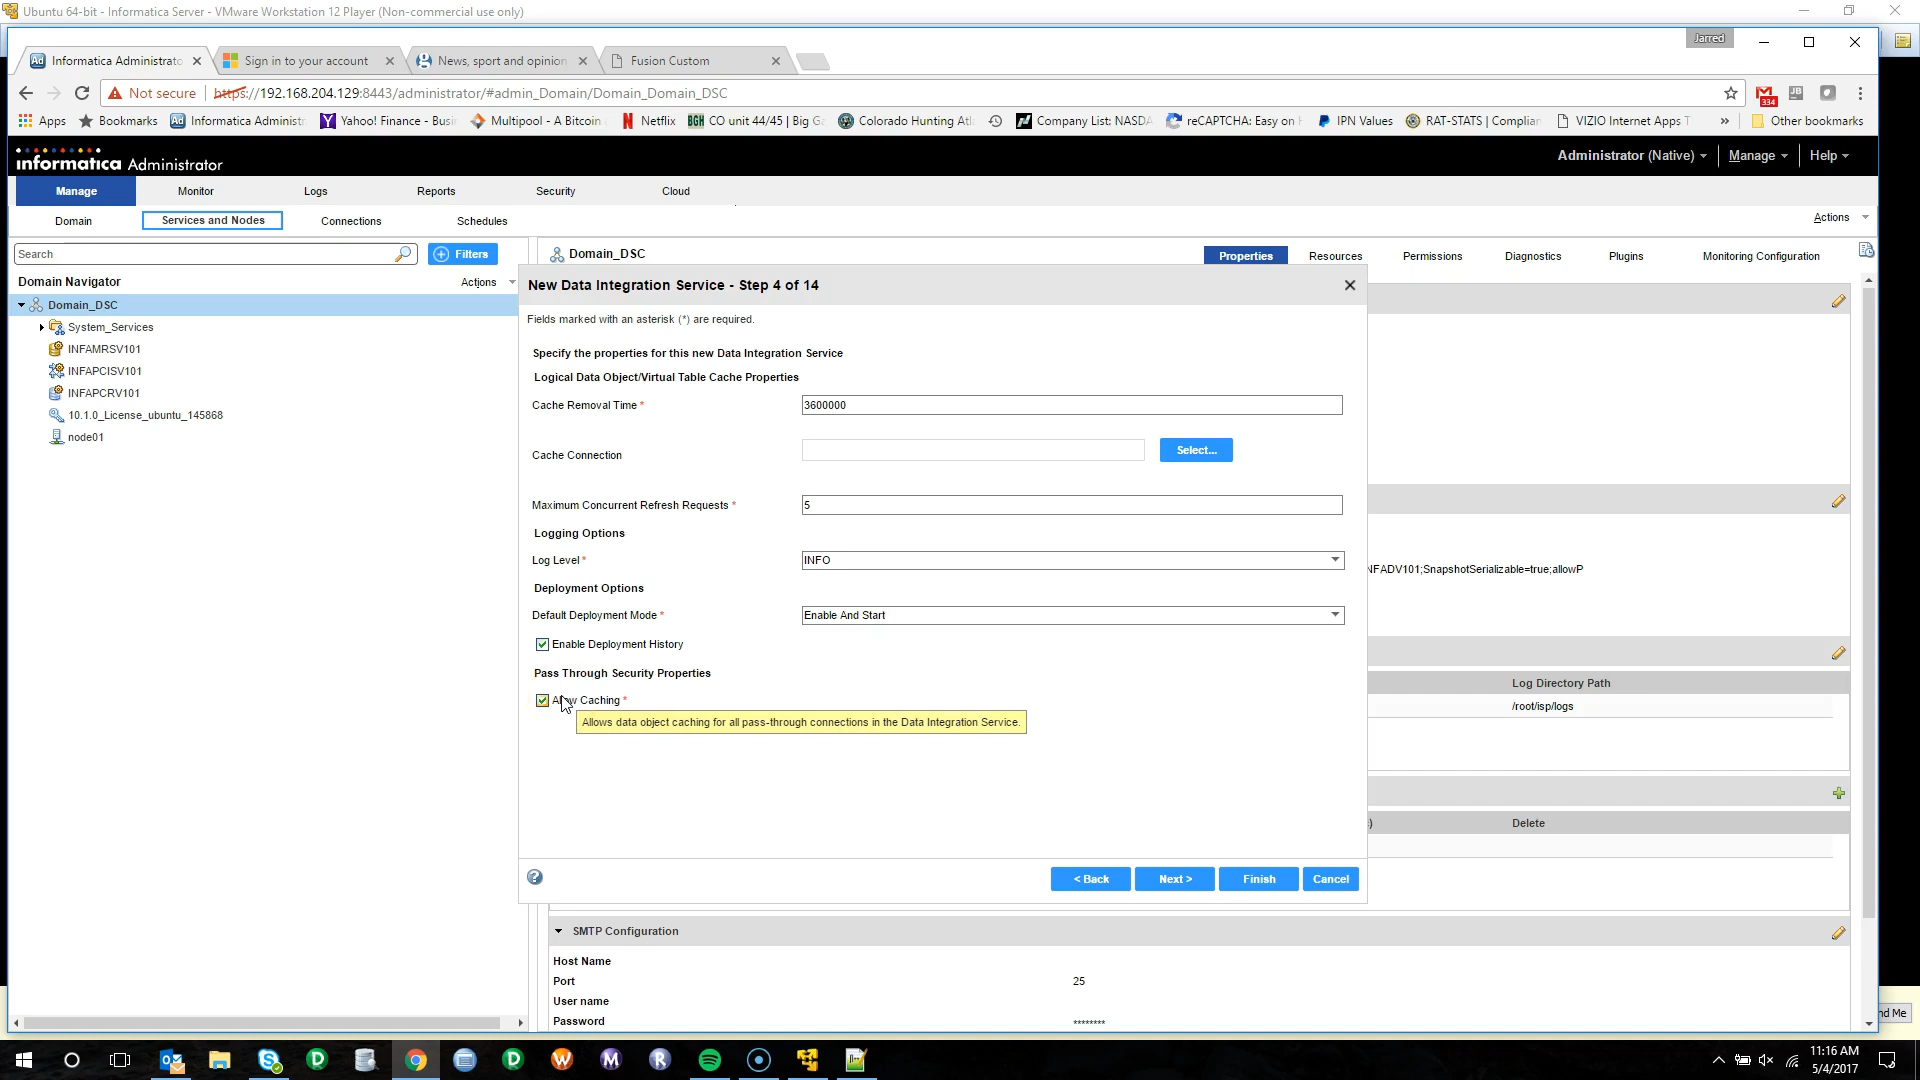 Ubuntu 64-bit - Informatica Server - VMware Workstation 12 Player (Non-commercial use only)
Jarred
Informatica Administrato
Sign in to your account
News, sport and opinion
Fusion Custom
Not secure
https://192.168.204.129:8443/administrator/#admin_Domain/Domain_Domain_DSC
334
JB
Apps
Bookmarks
Informatica Administ
Yahoo! Finance - Busi
Multipool - A Bitcoin
Netflix
CO unit 44/45 | Big G
Colorado Hunting Atl
Company List: NASDA
reCAPTCHA: Easy on
IPN Values
RAT-STATS | Complian
VIZIO Internet Apps T
»
Other bookmarks
informatica Administrator
Administrator (Native)
Manage
Help
Manage
Monitor
Logs
Reports
Security
Cloud
Domain
Services and Nodes
Connections
Schedules
Actions
Search
Filters
Domain_DSC
Properties
Resources
Permissions
Diagnostics
Plugins
Monitoring Configuration
Domain Navigator
Actions
Domain_DSC
System_Services
INFAMRSV101
INFAPCISV101
INFAPCRV101
10.1.0_License_ubuntu_145868
node01
New Data Integration Service - Step 4 of 14
Fields marked with an asterisk (*) are required.
Specify the properties for this new Data Integration Service
Logical Data Object/Virtual Table Cache Properties
Cache Removal Time *
3600000
Cache Connection
Select...
Maximum Concurrent Refresh Requests *
5
Logging Options
Log Level *
INFO
NFADV101;SnapshotSerializable=true;allowP
Deployment Options
Default Deployment Mode *
Enable And Start
Enable Deployment History
Pass Through Security Properties
Log Directory Path
Allow Caching *
/root/isp/logs
Allows data object caching for all pass-through connections in the Data Integration Service.
Delete
< Back
Next >
Finish
Cancel
SMTP Configuration
Host Name
Port
25
User name
Password
********
nd Me
11:16 AM
5/4/2017